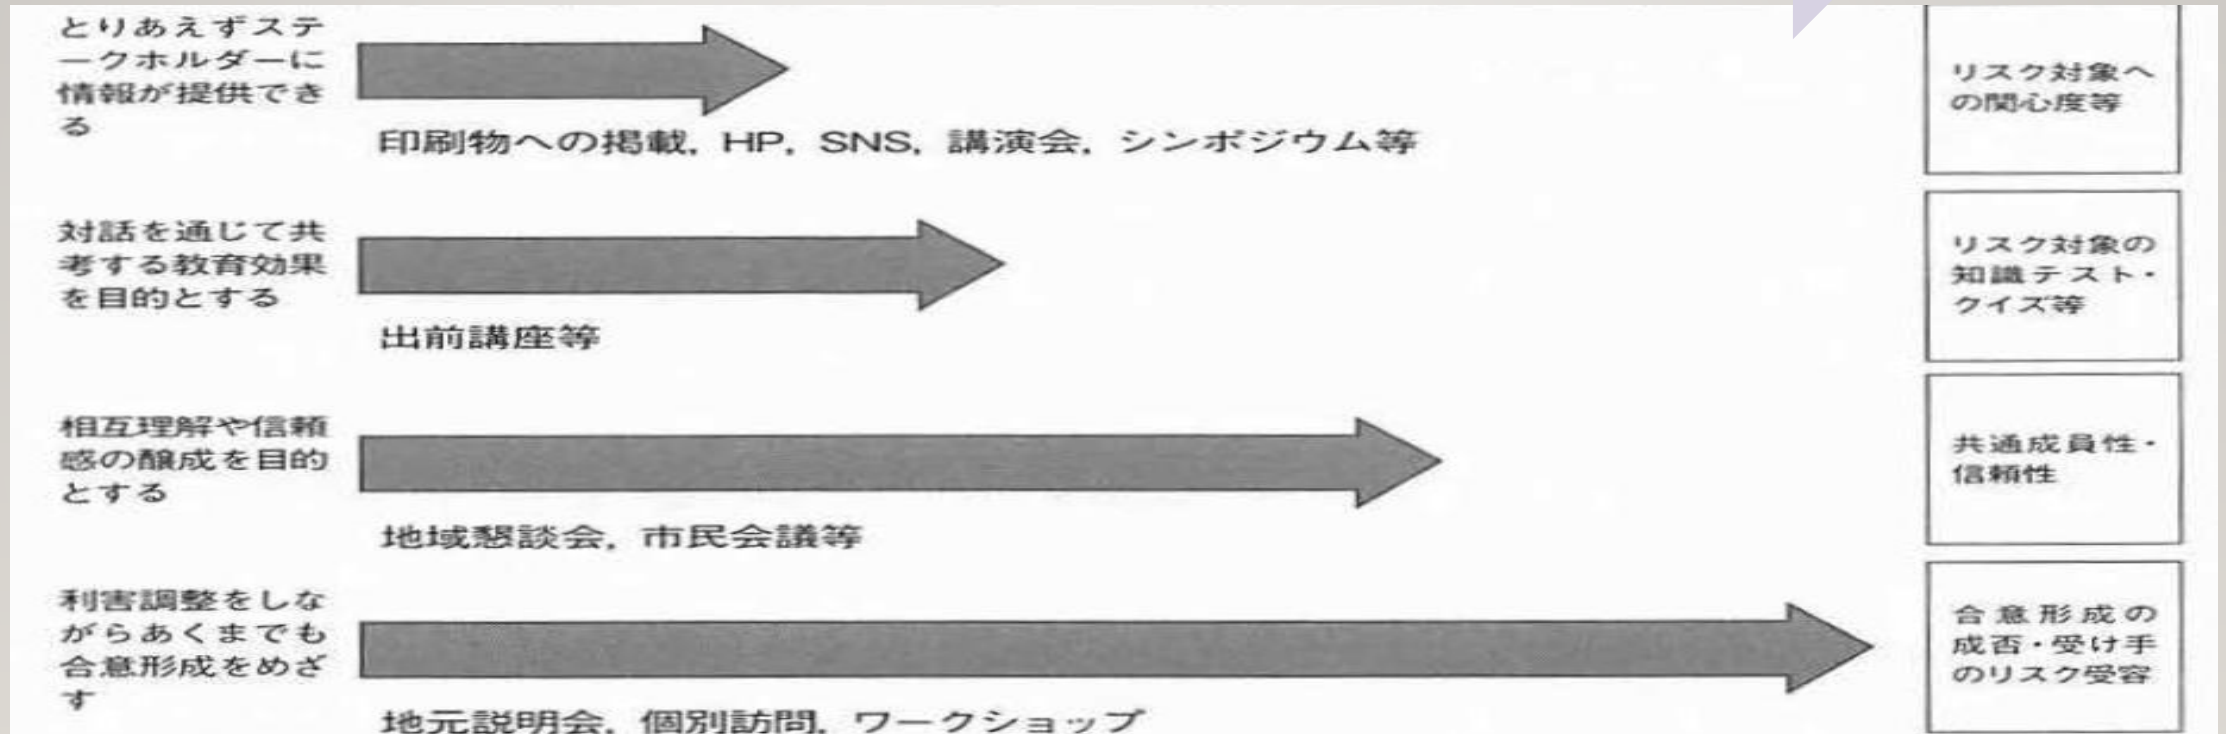 とりあえずステ
ークホルダーに
情報が提供でき
る
印刷物への掲載, HP, SNS, 講演会, シンポジウム等
リスク対象へ
の関心度等
対話を通じて共
考する教育効果
を目的とする
出前講座等
リスク対象の
知識テスト・
クイズ等
相互理解や信頼
感の醸成を目的
とする
地域懇談会, 市民会議等
共通成員性・
信頼性
利害調整をしな
がらあくまでも
合意形成をめざ
す
地元説明会, 個別訪問, ワークショップ
合意形成の
成否・受け手
のリスク受容